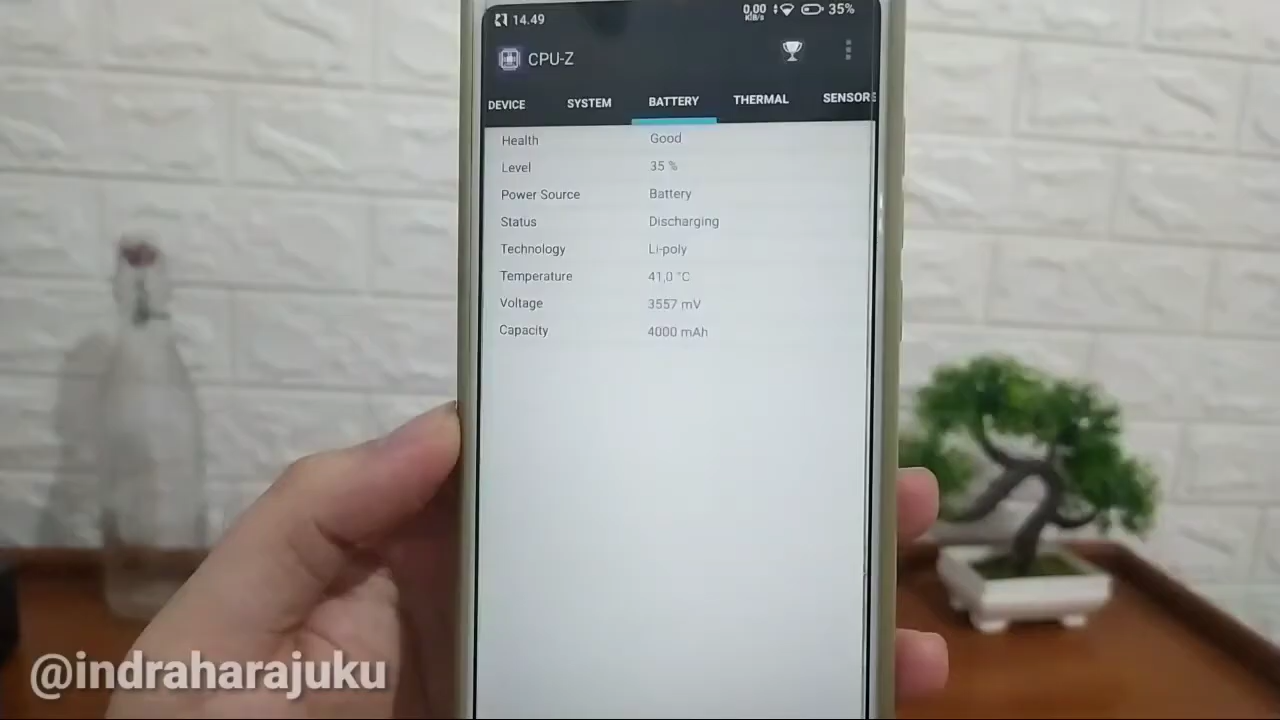 14.49 0,00 KiB/s 35%
CPU-Z
DEVICE SYSTEM BATTERY THERMAL SENSORS
Health Good
Level 35 %
Power Source Battery
Status Discharging
Technology Li-poly
Temperature 41,0 °C
Voltage 3557 mV
Capacity 4000 mAh
@indraharajuku